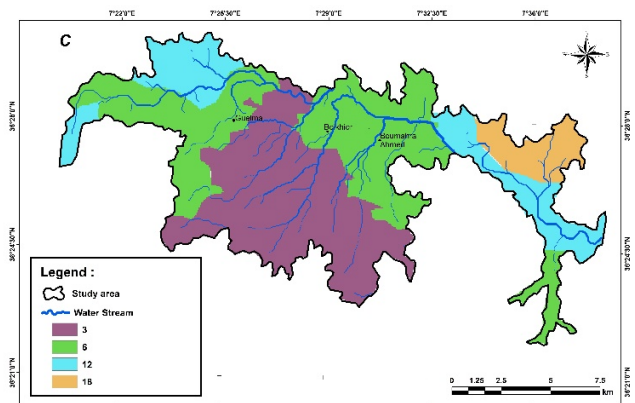 7°22'0"E 7°25'30"E 7°29'0"E 7°32'30"E 7°36'0"E
C
N
36°28'0"N
36°28'0"N
Guelma
Belkhier
Boumahra
Ahmed
36°24'30"N
36°24'30"N
Legend :
Study area
Water Stream
3
6
12
18
36°21'0"N
36°21'0"N
0 1.25 2.5 5 7.5
km